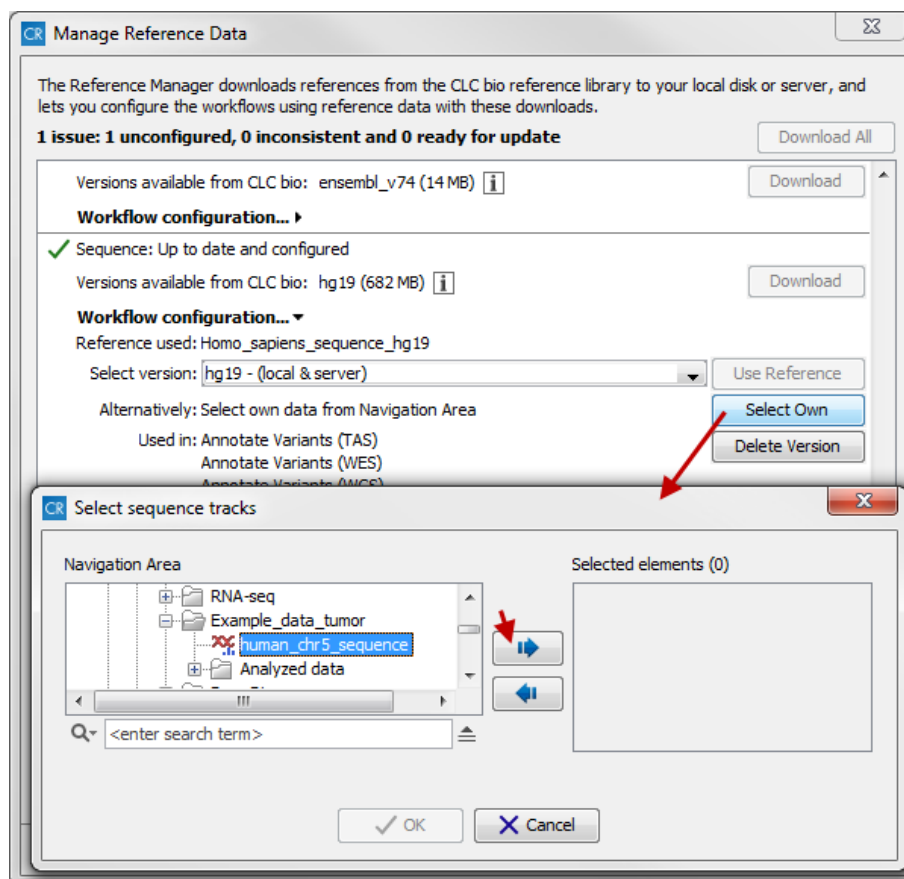 CR Manage Reference Data
The Reference Manager downloads references from the CLC bio reference library to your local disk or server, and
lets you configure the workflows using reference data with these downloads.
1 issue: 1 unconfigured, 0 inconsistent and 0 ready for update
Download All
Versions available from CLC bio: ensembl_v74 (14 MB) i
Download
Workflow configuration...
Sequence: Up to date and configured
Versions available from CLC bio: hg19 (682 MB) i
Download
Workflow configuration...
Reference used: Homo_sapiens_sequence_hg19
Select version: hg19 - (local & server)
Use Reference
Alternatively: Select own data from Navigation Area
Select Own
Used in: Annotate Variants (TAS)
Delete Version
Annotate Variants (WES)
Annotate Variants (WGS)
CR Select sequence tracks
Navigation Area
Selected elements (0)
RNA-seq
Example_data_tumor
human_chr5_sequence
Analyzed data
<enter search term>
OK
Cancel